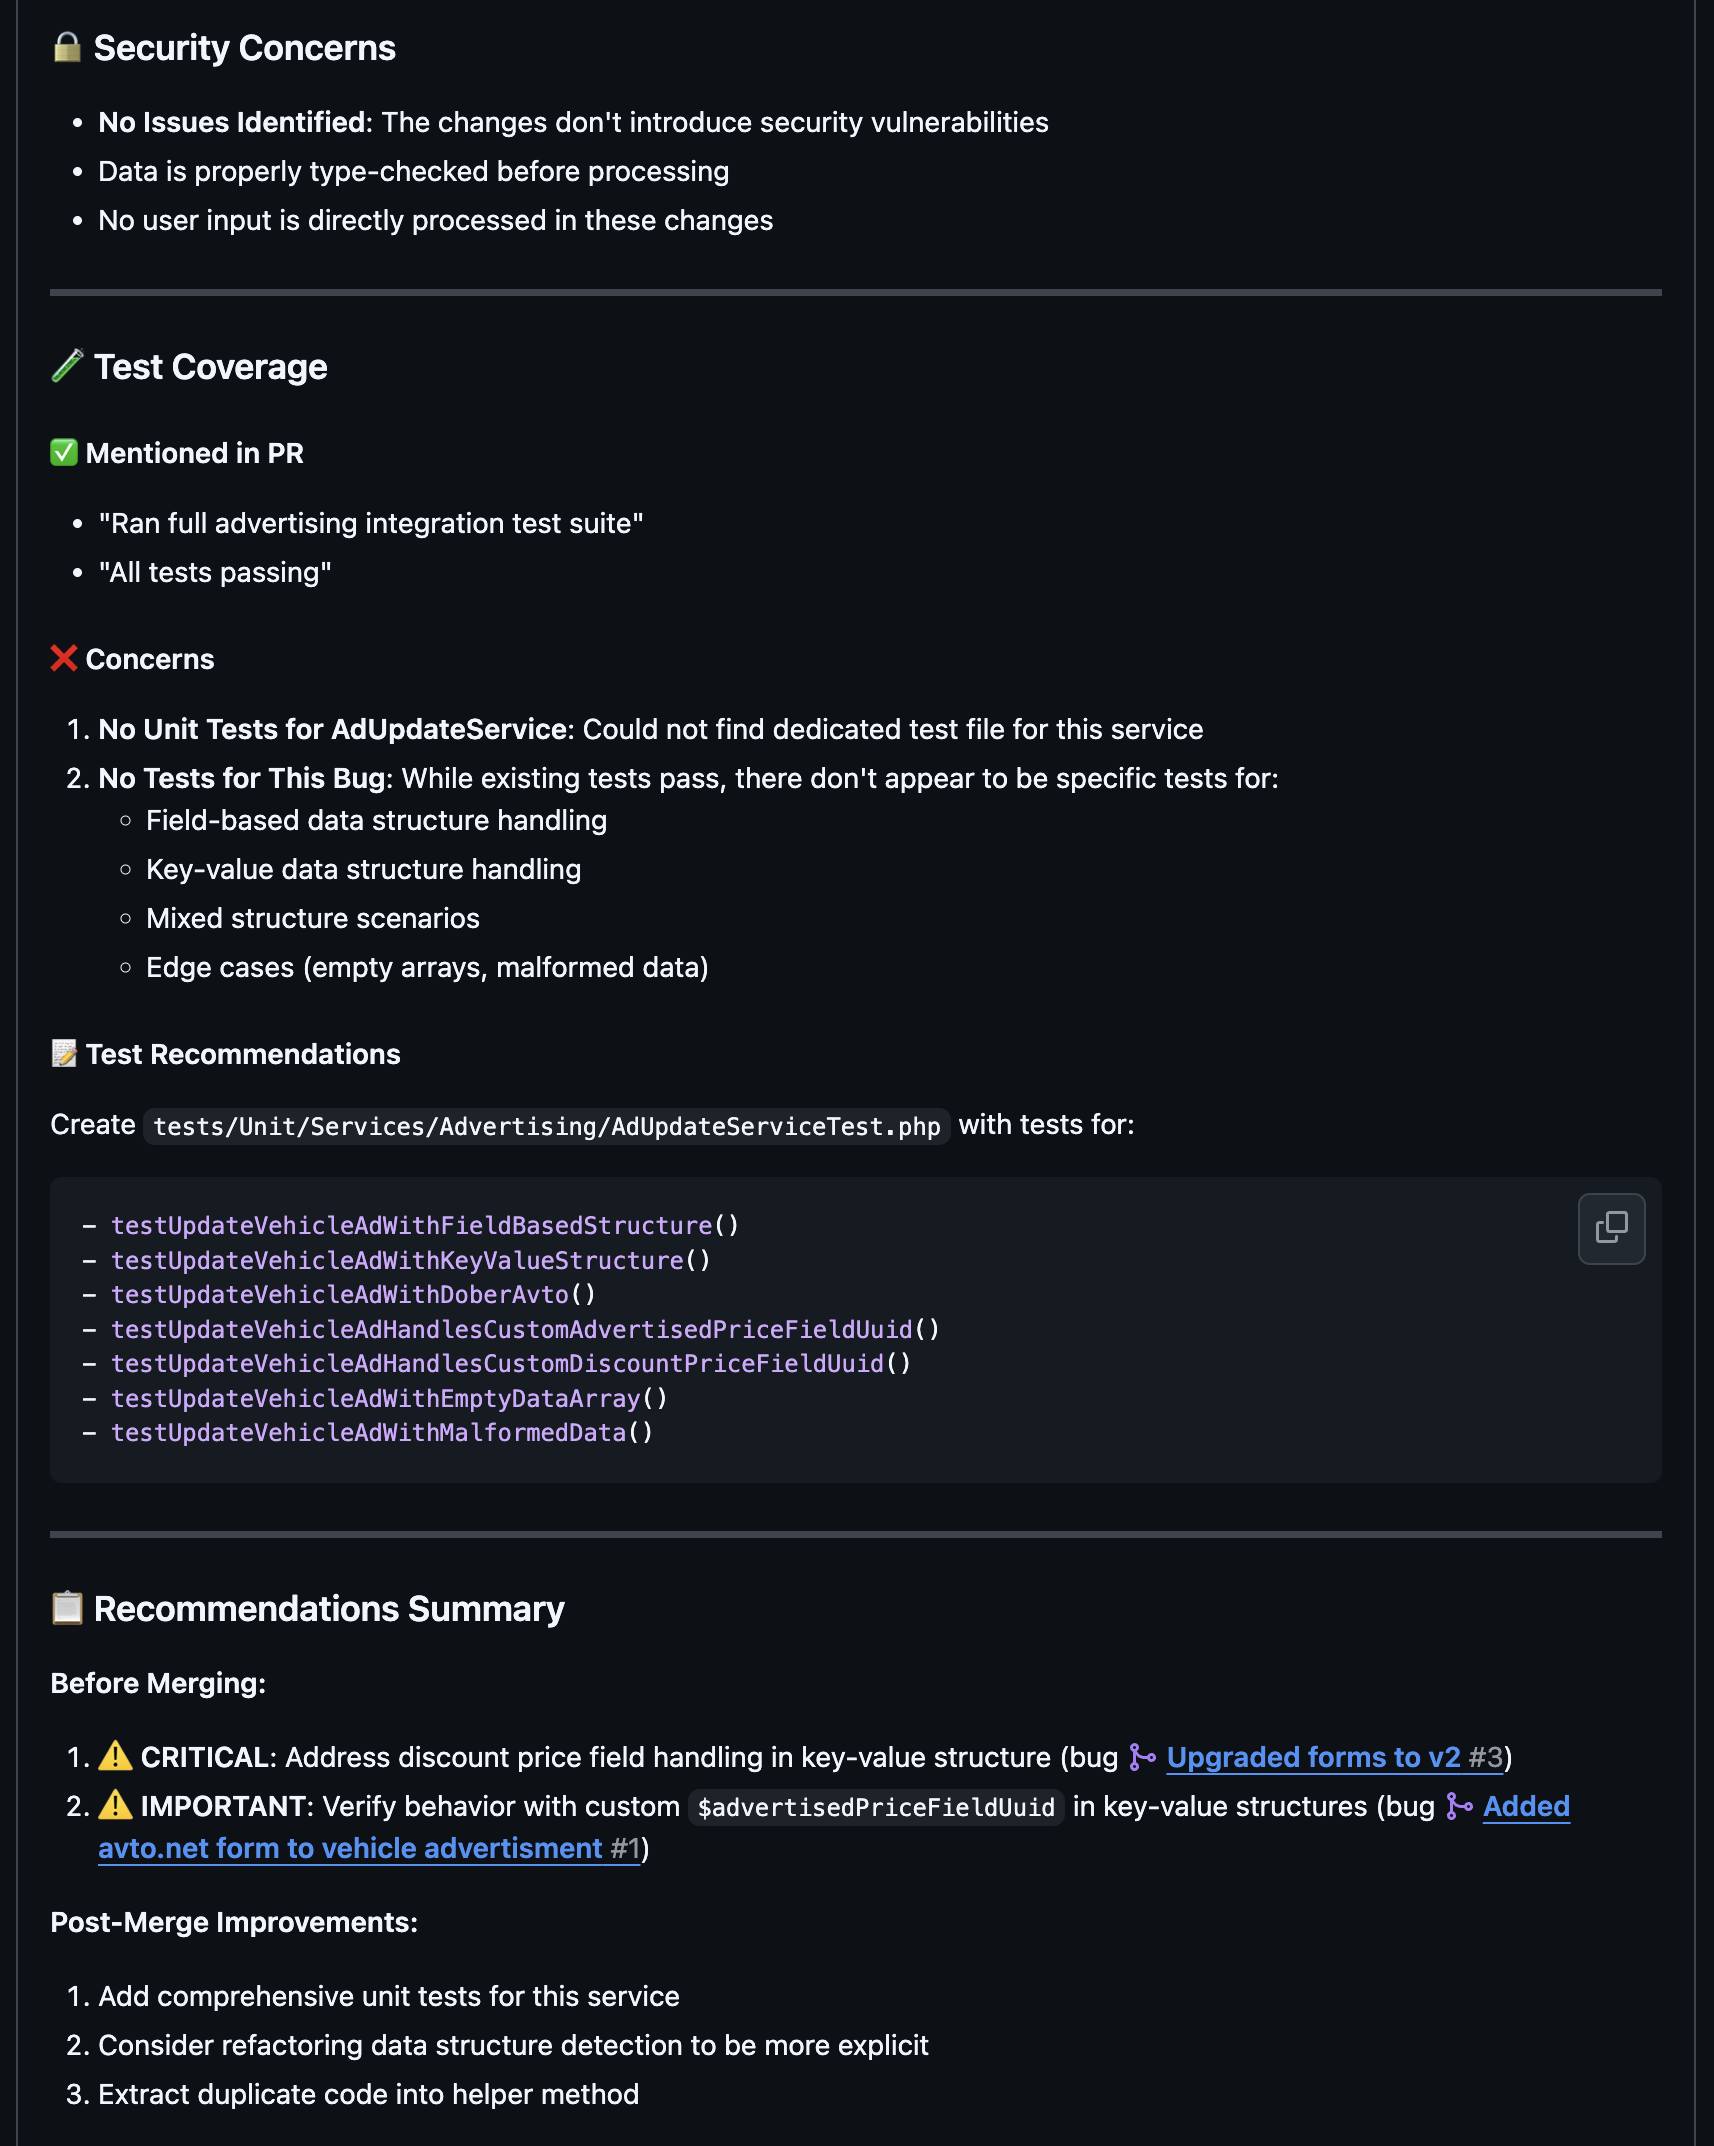 🔒 Security Concerns
• No Issues Identified: The changes don't introduce security vulnerabilities
• Data is properly type-checked before processing
• No user input is directly processed in these changes
🧪 Test Coverage
✅ Mentioned in PR
• "Ran full advertising integration test suite"
• "All tests passing"
❌ Concerns
1. No Unit Tests for AdUpdateService: Could not find dedicated test file for this service
2. No Tests for This Bug: While existing tests pass, there don't appear to be specific tests for:
◦ Field-based data structure handling
◦ Key-value data structure handling
◦ Mixed structure scenarios
◦ Edge cases (empty arrays, malformed data)
📝 Test Recommendations
Create tests/Unit/Services/Advertising/AdUpdateServiceTest.php with tests for:
- testUpdateVehicleAdWithFieldBasedStructure()
- testUpdateVehicleAdWithKeyValueStructure()
- testUpdateVehicleAdWithDoberAvto()
- testUpdateVehicleAdHandlesCustomAdvertisedPriceFieldUuid()
- testUpdateVehicleAdHandlesCustomDiscountPriceFieldUuid()
- testUpdateVehicleAdWithEmptyDataArray()
- testUpdateVehicleAdWithMalformedData()
📋 Recommendations Summary
Before Merging:
1. ⚠️ CRITICAL: Address discount price field handling in key-value structure (bug Upgraded forms to v2 #3)
2. ⚠️ IMPORTANT: Verify behavior with custom $advertisedPriceFieldUuid in key-value structures (bug Added
avto.net form to vehicle advertisment #1)
Post-Merge Improvements:
1. Add comprehensive unit tests for this service
2. Consider refactoring data structure detection to be more explicit
3. Extract duplicate code into helper method